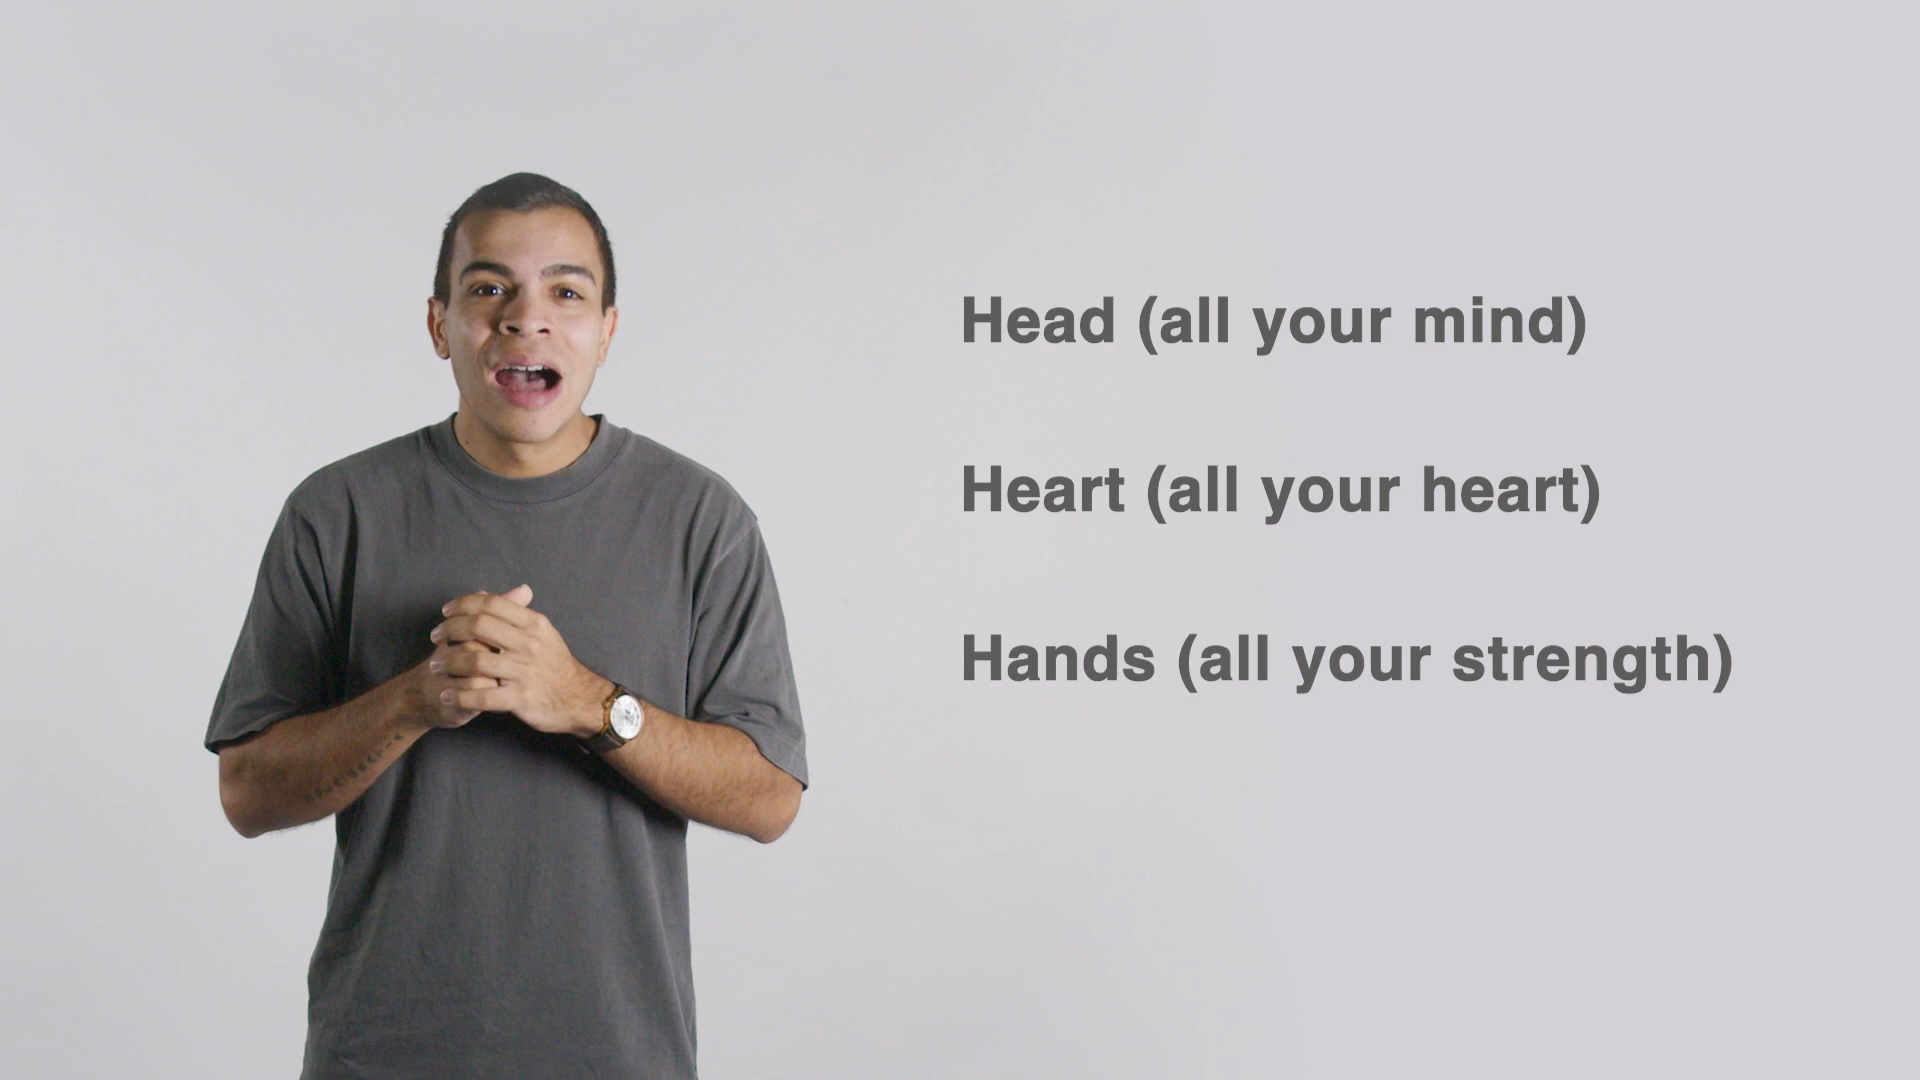 Head (all your mind)
Heart (all your heart)
Hands (all your strength)